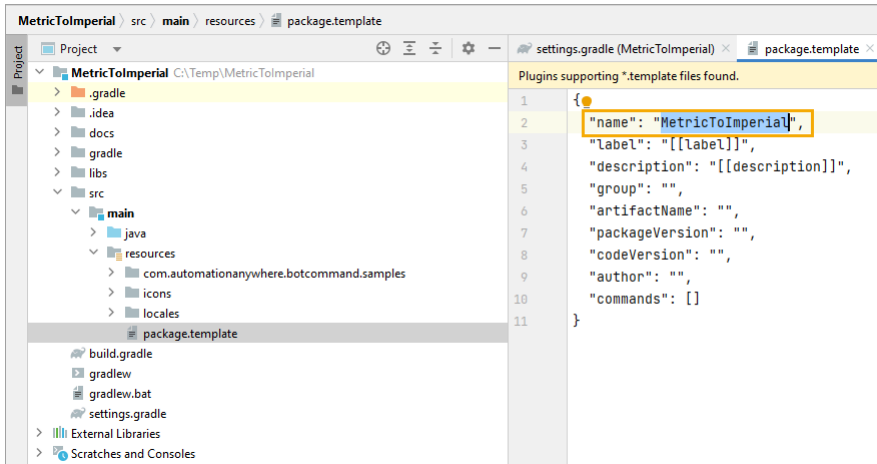 MetricToImperial > src > main > resources > package.template
Project
Project
MetricToImperial C:\Temp\MetricToImperial
.gradle
.idea
docs
gradle
libs
src
main
java
resources
com.automationanywhere.botcommand.samples
icons
locales
package.template
build.gradle
gradlew
gradlew.bat
settings.gradle
External Libraries
Scratches and Consoles
settings.gradle (MetricToImperial) × package.template ×
Plugins supporting *.template files found.
1 {
2 "name": "MetricToImperial",
3 "label": "[[label]]",
4 "description": "[[description]]",
5 "group": "",
6 "artifactName": "",
7 "packageVersion": "",
8 "codeVersion": "",
9 "author": "",
10 "commands": []
11 }